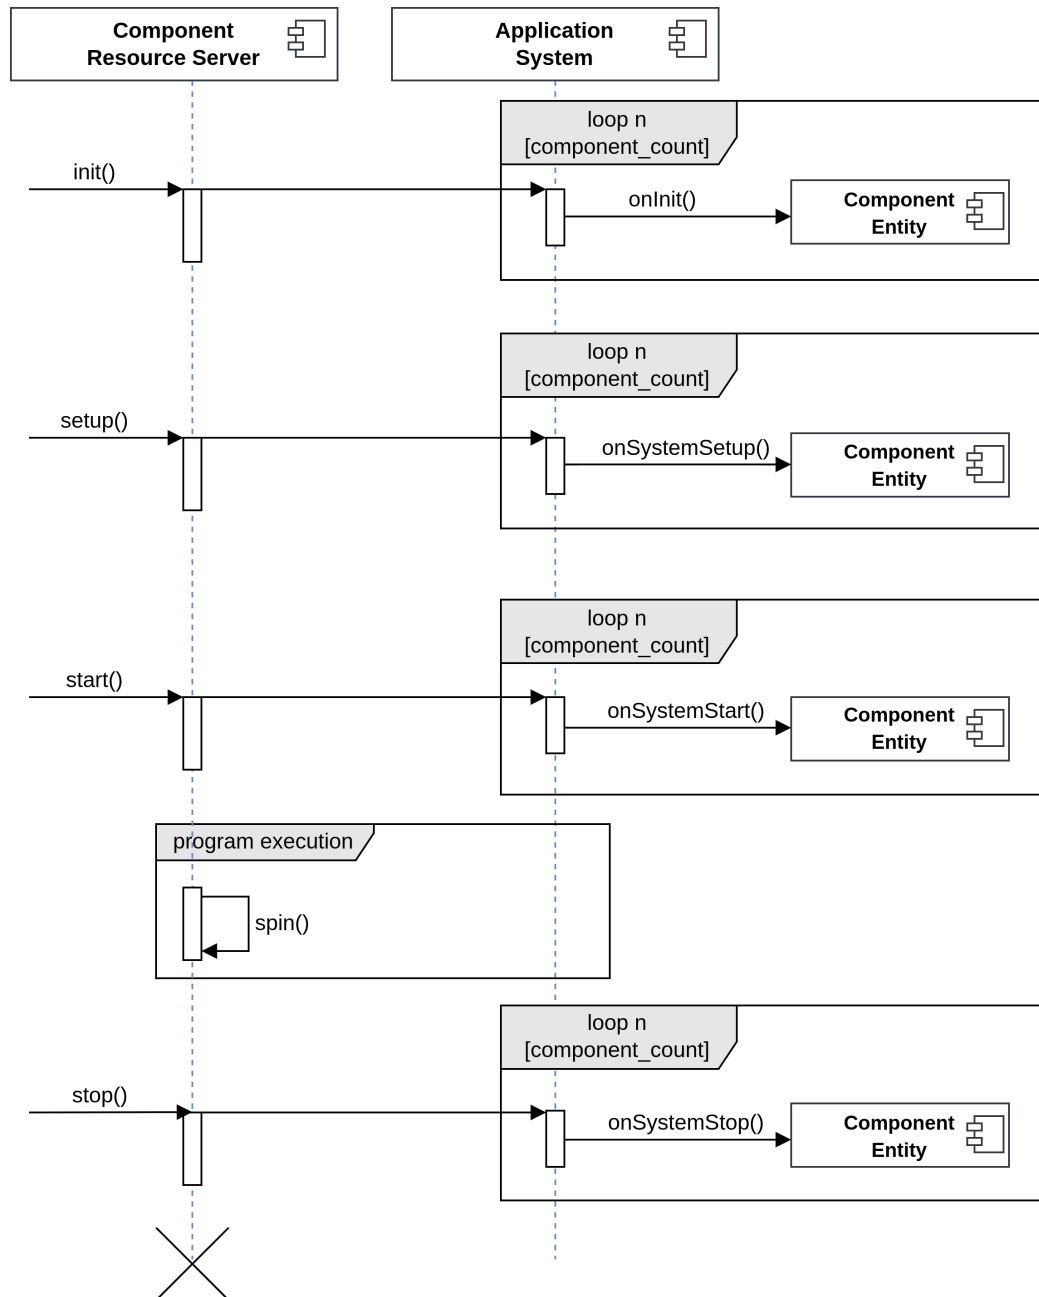 Component
Resource Server
Application
System
loop n
[component_count]
init()
onInit()
Component
Entity
loop n
[component_count]
setup()
onSystemSetup()
Component
Entity
loop n
[component_count]
start()
onSystemStart()
Component
Entity
program execution
spin()
loop n
[component_count]
stop()
onSystemStop()
Component
Entity